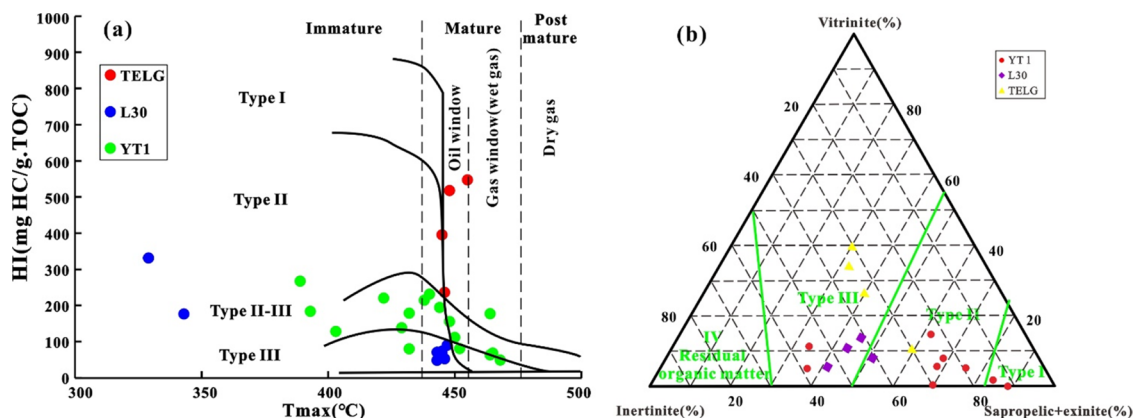 (a)
HI(mg HC/g.TOC)
1000
900
800
700
600
500
400
300
200
100
0
300
350
400
450
500
Tmax(℃)
Immature
Mature
Post
mature
Oil window
Gas window(wet gas)
Dry gas
TELG
L30
YT1
Type I
Type II
Type II-III
Type III
(b)
Vitrinite(%)
YT 1
L30
TELG
20
80
40
60
60
40
80
20
Type III
Type II
IV
Residual
organic matter
Type I
20
40
60
80
Inertinite(%)
Sapropelic+exinite(%)